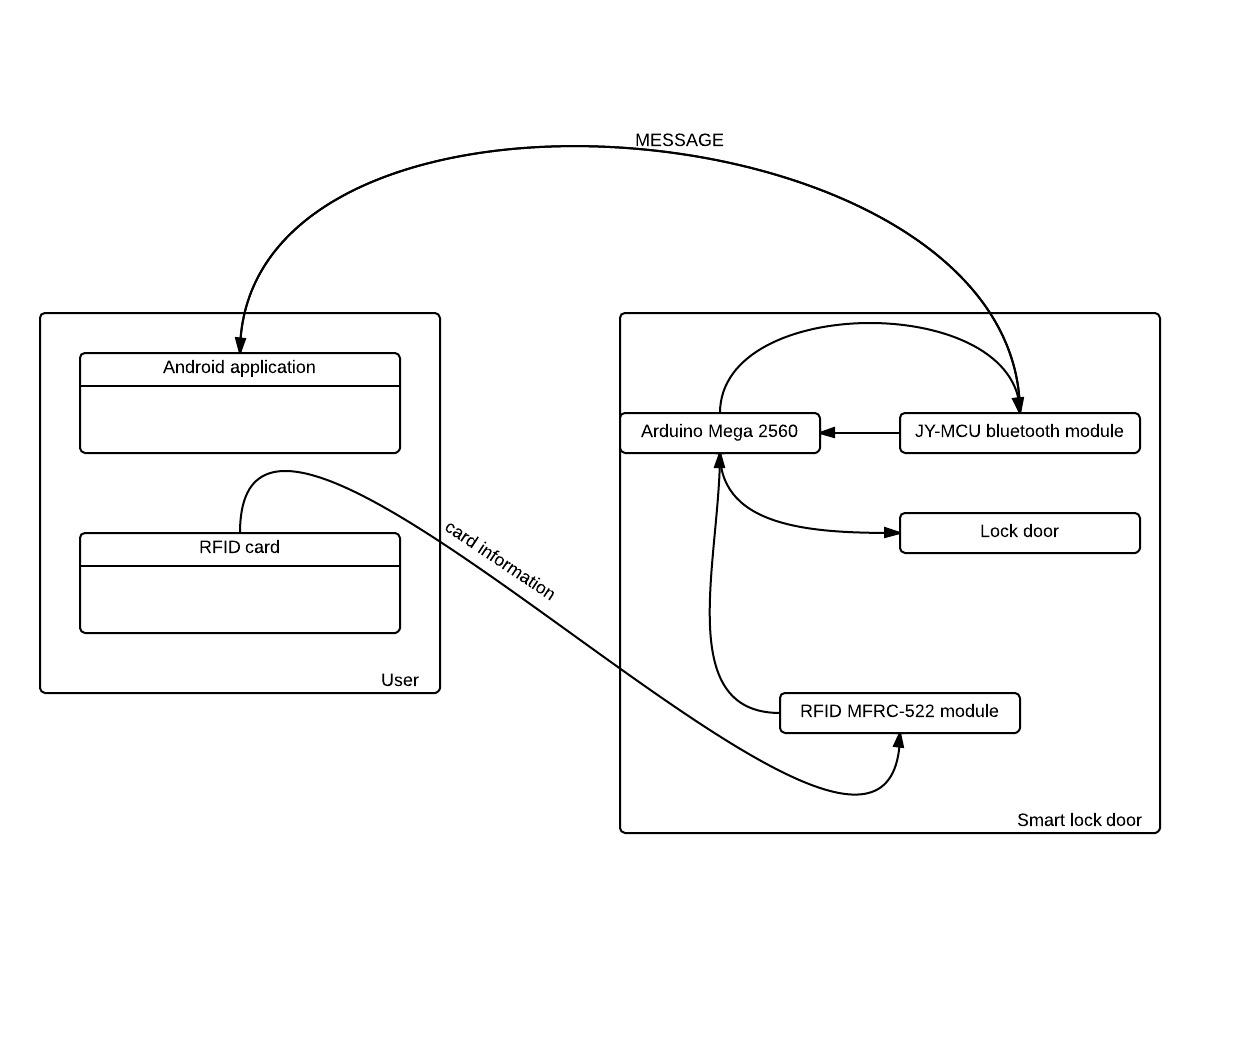 MESSAGE
Android application
RFID card
User
card information
Arduino Mega 2560
JY-MCU bluetooth module
Lock door
RFID MFRC-522 module
Smart lock door